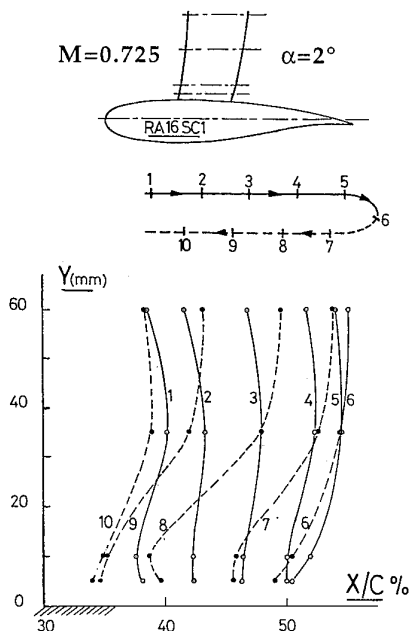 M=0.725
α=2°
RA16SC1
1 2 3 4 5
6
10 9 8 7
Y(mm)
60
40
20
10
0
1 2 3 4 5 6
10 9 8 7 6
X/C %
30 40 50